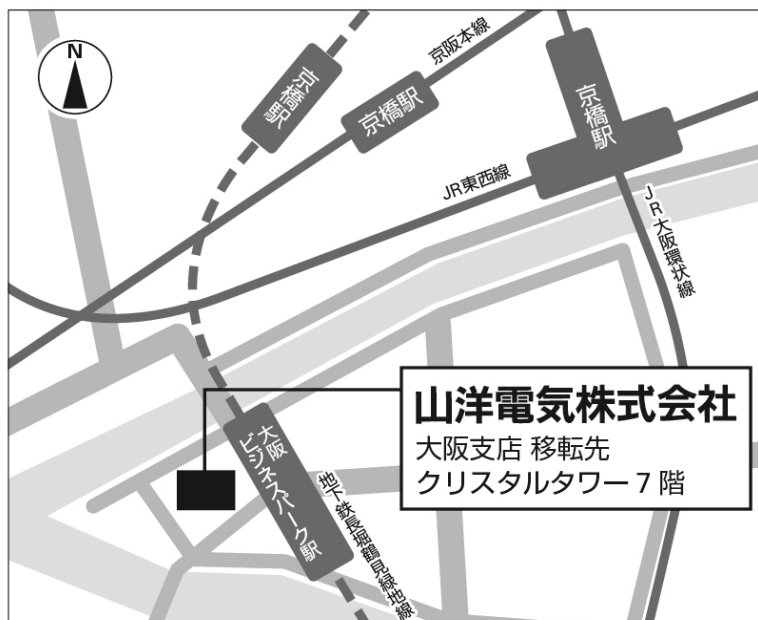 N
京橋駅
京橋駅
京阪本線
京橋駅
JR東西線
JR大阪環状線
山洋電気株式会社
大阪支店 移転先
クリスタルタワー7階
大阪
ビジネスパーク駅
地下鉄長堀鶴見緑地線